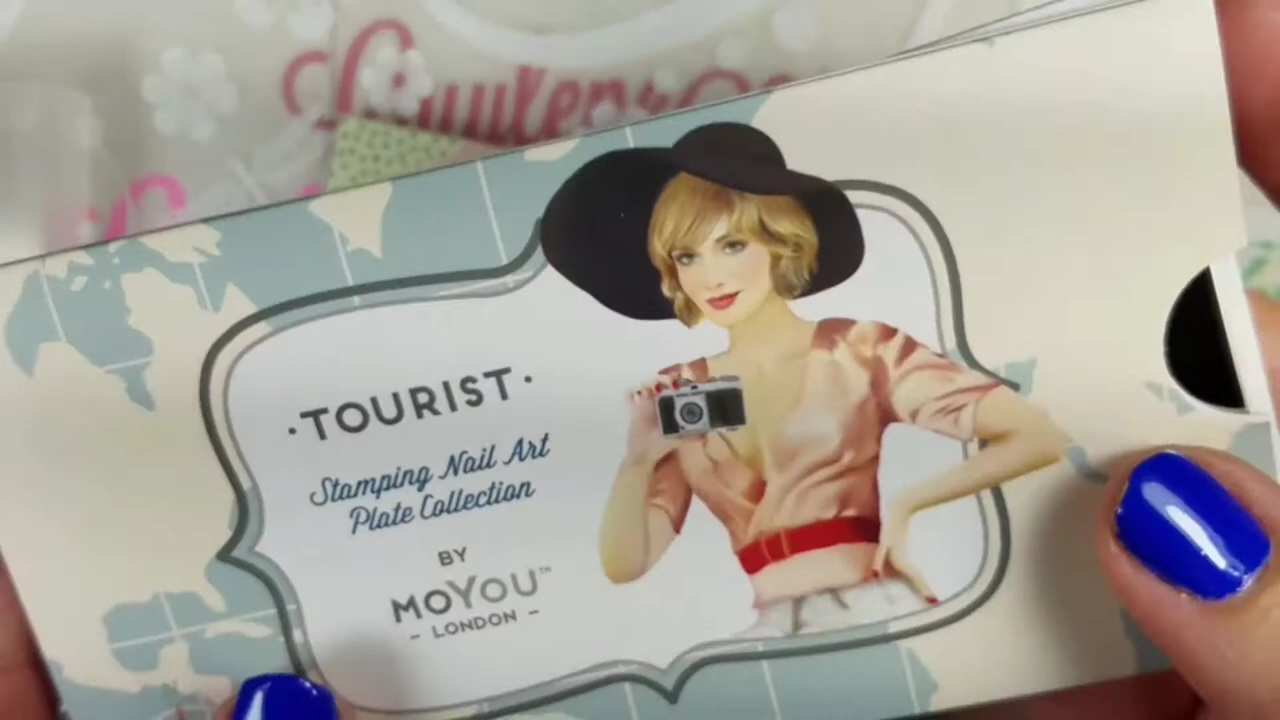 ·TOURIST·
Stamping Nail Art
Plate Collection
BY
MOYOU™
- LONDON -